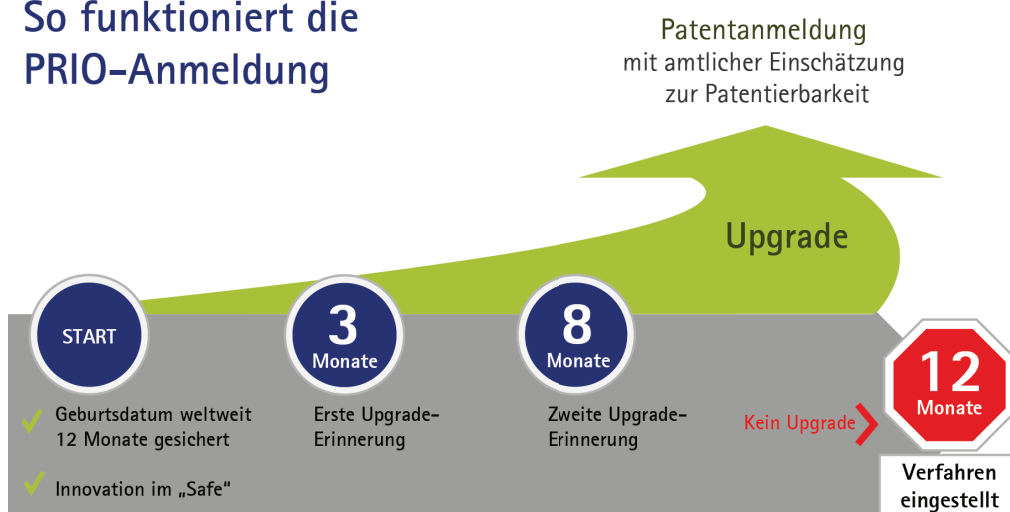 So funktioniert die
PRIO-Anmeldung
Patentanmeldung
mit amtlicher Einschätzung
zur Patentierbarkeit
Upgrade
START
3
Monate
8
Monate
12
Monate
Geburtsdatum weltweit
12 Monate gesichert
Innovation im „Safe“
Erste Upgrade-
Erinnerung
Zweite Upgrade-
Erinnerung
Kein Upgrade
Verfahren
eingestellt